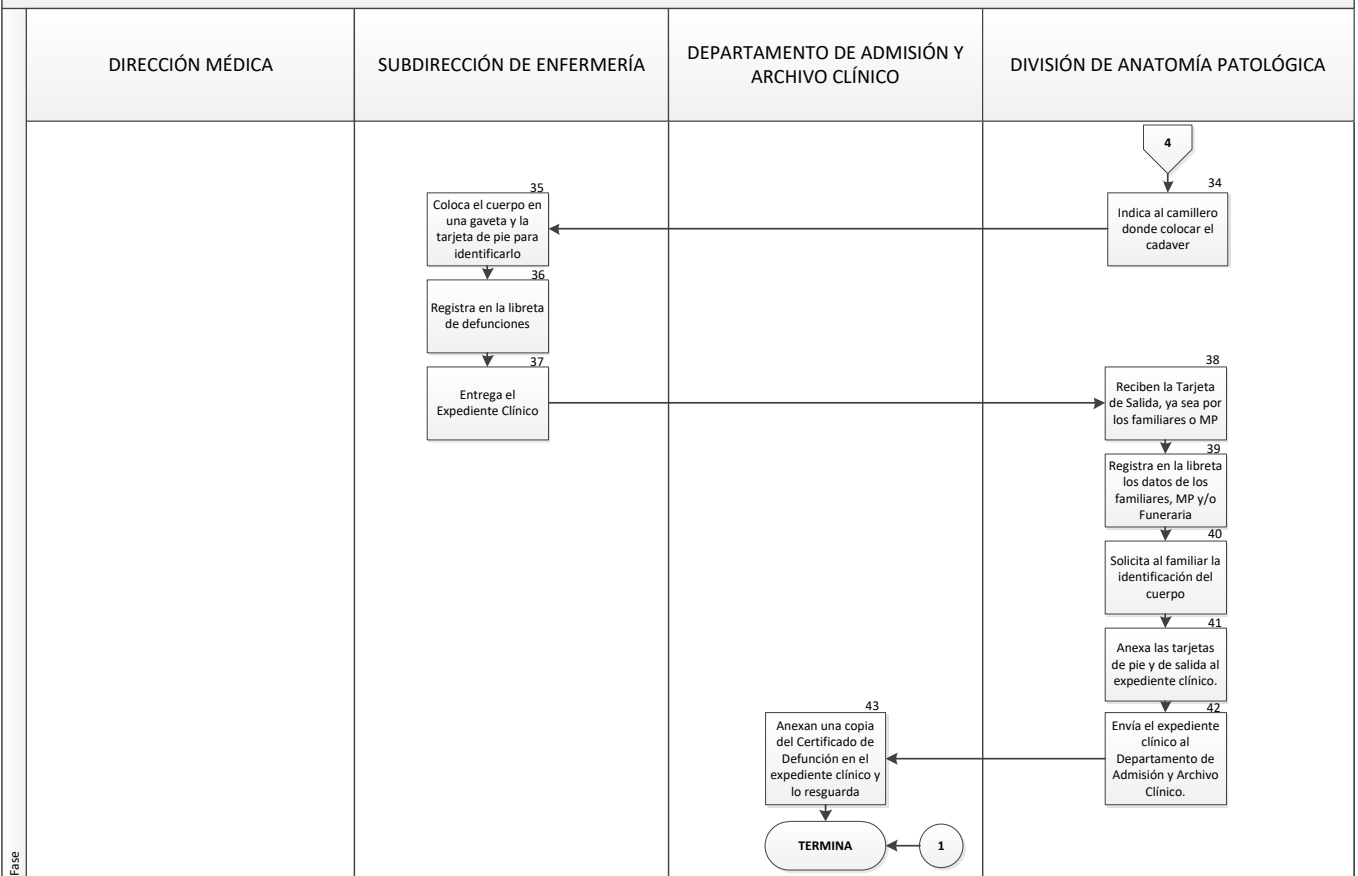 DIRECCIÓN MÉDICA
SUBDIRECCIÓN DE ENFERMERÍA
DEPARTAMENTO DE ADMISIÓN Y
ARCHIVO CLÍNICO
DIVISIÓN DE ANATOMÍA PATOLÓGICA
4
34
Indica al camillero
donde colocar el
cadaver
35
Coloca el cuerpo en
una gaveta y la
tarjeta de pie para
identificarlo
36
Registra en la libreta
de defunciones
37
Entrega el
Expediente Clínico
38
Reciben la Tarjeta
de Salida, ya sea por
los familiares o MP
39
Registra en la libreta
los datos de los
familiares, MP y/o
Funeraria
40
Solicita al familiar la
identificación del
cuerpo
41
Anexa las tarjetas
de pie y de salida al
expediente clínico.
42
Envía el expediente
clínico al
Departamento de
Admisión y Archivo
Clínico.
43
Anexan una copia
del Certificado de
Defunción en el
expediente clínico y
lo resguarda
TERMINA
1
Fase